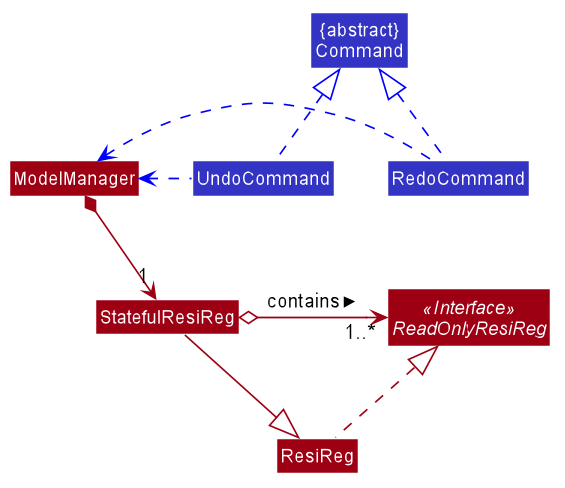 {abstract}
Command
ModelManager
UndoCommand
RedoCommand
1
StatefulResiReg
contains ►
1..*
«Interface»
ReadOnlyResiReg
ResiReg